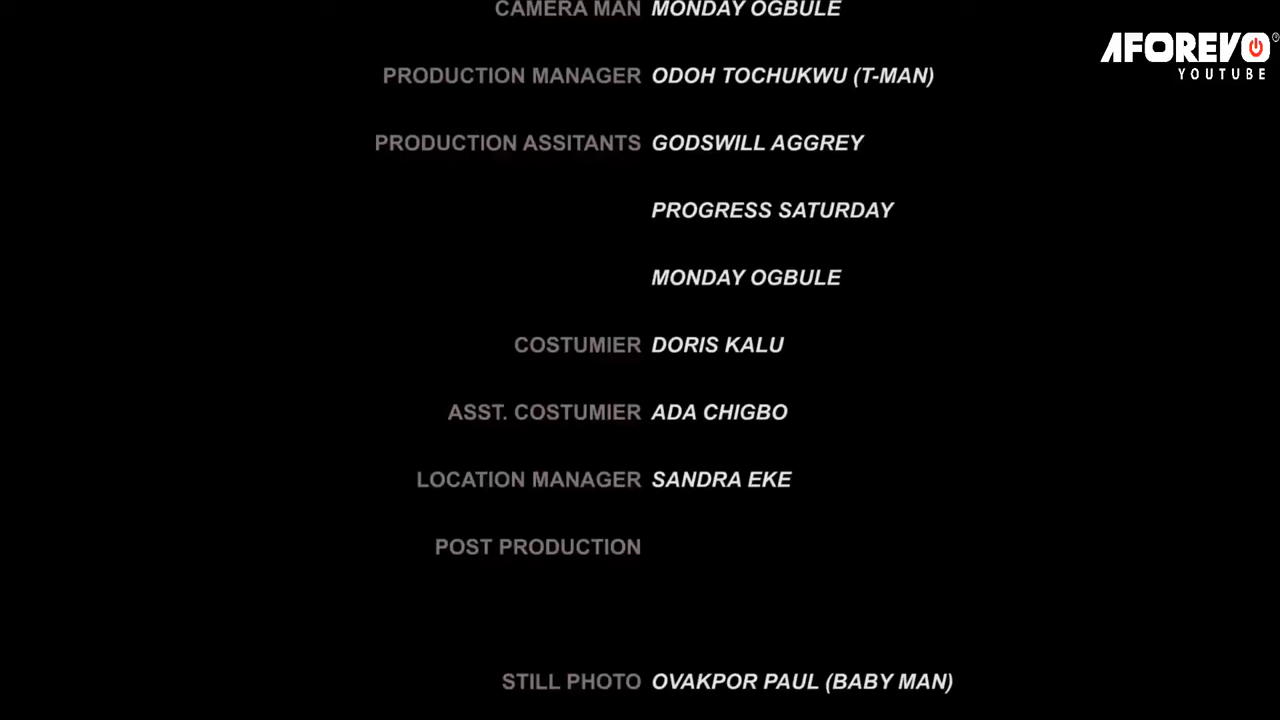 CAMERA MAN MONDAY OGBULE
AFOREVO
YOUTUBE
PRODUCTION MANAGER ODOH TOCHUKWU (T-MAN)
PRODUCTION ASSITANTS GODSWILL AGGREY
PROGRESS SATURDAY
MONDAY OGBULE
COSTUMIER DORIS KALU
ASST. COSTUMIER ADA CHIGBO
LOCATION MANAGER SANDRA EKE
POST PRODUCTION
STILL PHOTO OVAKPOR PAUL (BABY MAN)